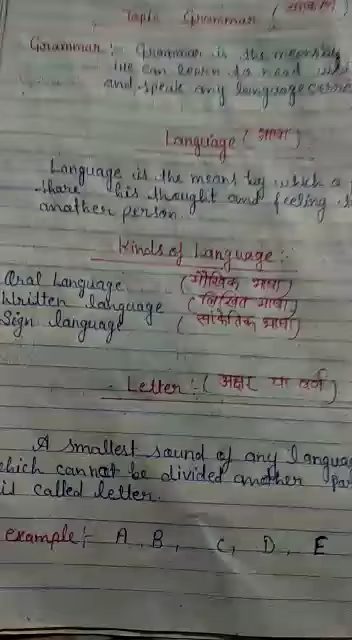 Topic Grammar (व्याकरण)
Grammar:- Grammar is the means by
we can learn to read
and speak any language
Language (भाषा)
Language is the means by which a
share his thought and feeling
another person.
Kinds of Language:-
Oral Language (मौखिक भाषा)
Written language (लिखित भाषा)
Sign language (सांकेतिक भाषा)
Letter:- (अक्षर या वर्ण)
A smallest sound of any langua
which cannot be divided another
is called letter.
example:- A, B, C, D, E